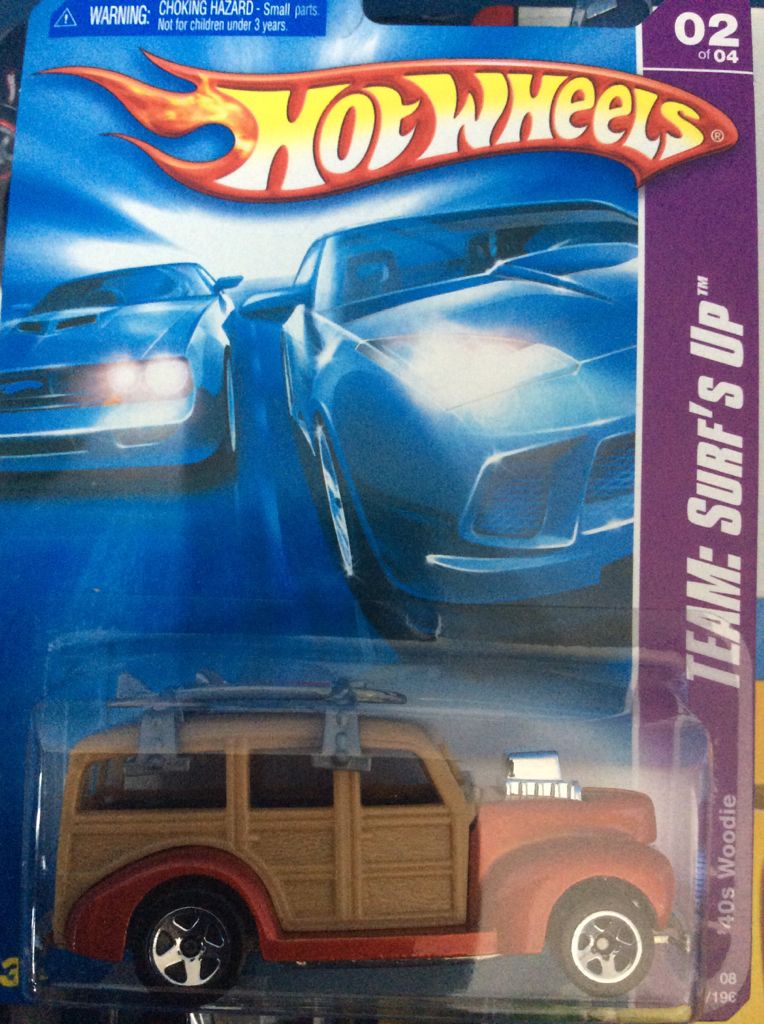 WARNING:
CHOKING HAZARD - Small parts.
Not for children under 3 years.
02
of 04
HOT WHEELS®
TEAM: SURF'S UP™
'40s Woodie
08
/196
3